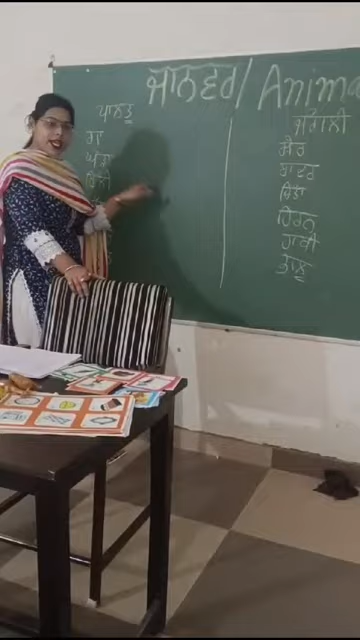 ਜਾਨਵਰ/Anima
ਪਾਲਤੂ
ਜੰਗਲੀ
ਗਾਂ
ਸ਼ੇਰ
ਬਾਂਦਰ
ਚਿੱਤਾ
ਹਿਰਨ
ਹਾਥੀ
ਭਾਲੂ